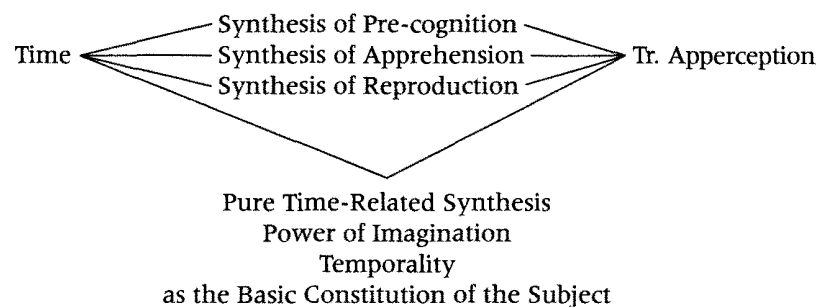 Synthesis of Pre-cognition
Time Synthesis of Apprehension Tr. Apperception
Synthesis of Reproduction
Pure Time-Related Synthesis
Power of Imagination
Temporality
as the Basic Constitution of the Subject